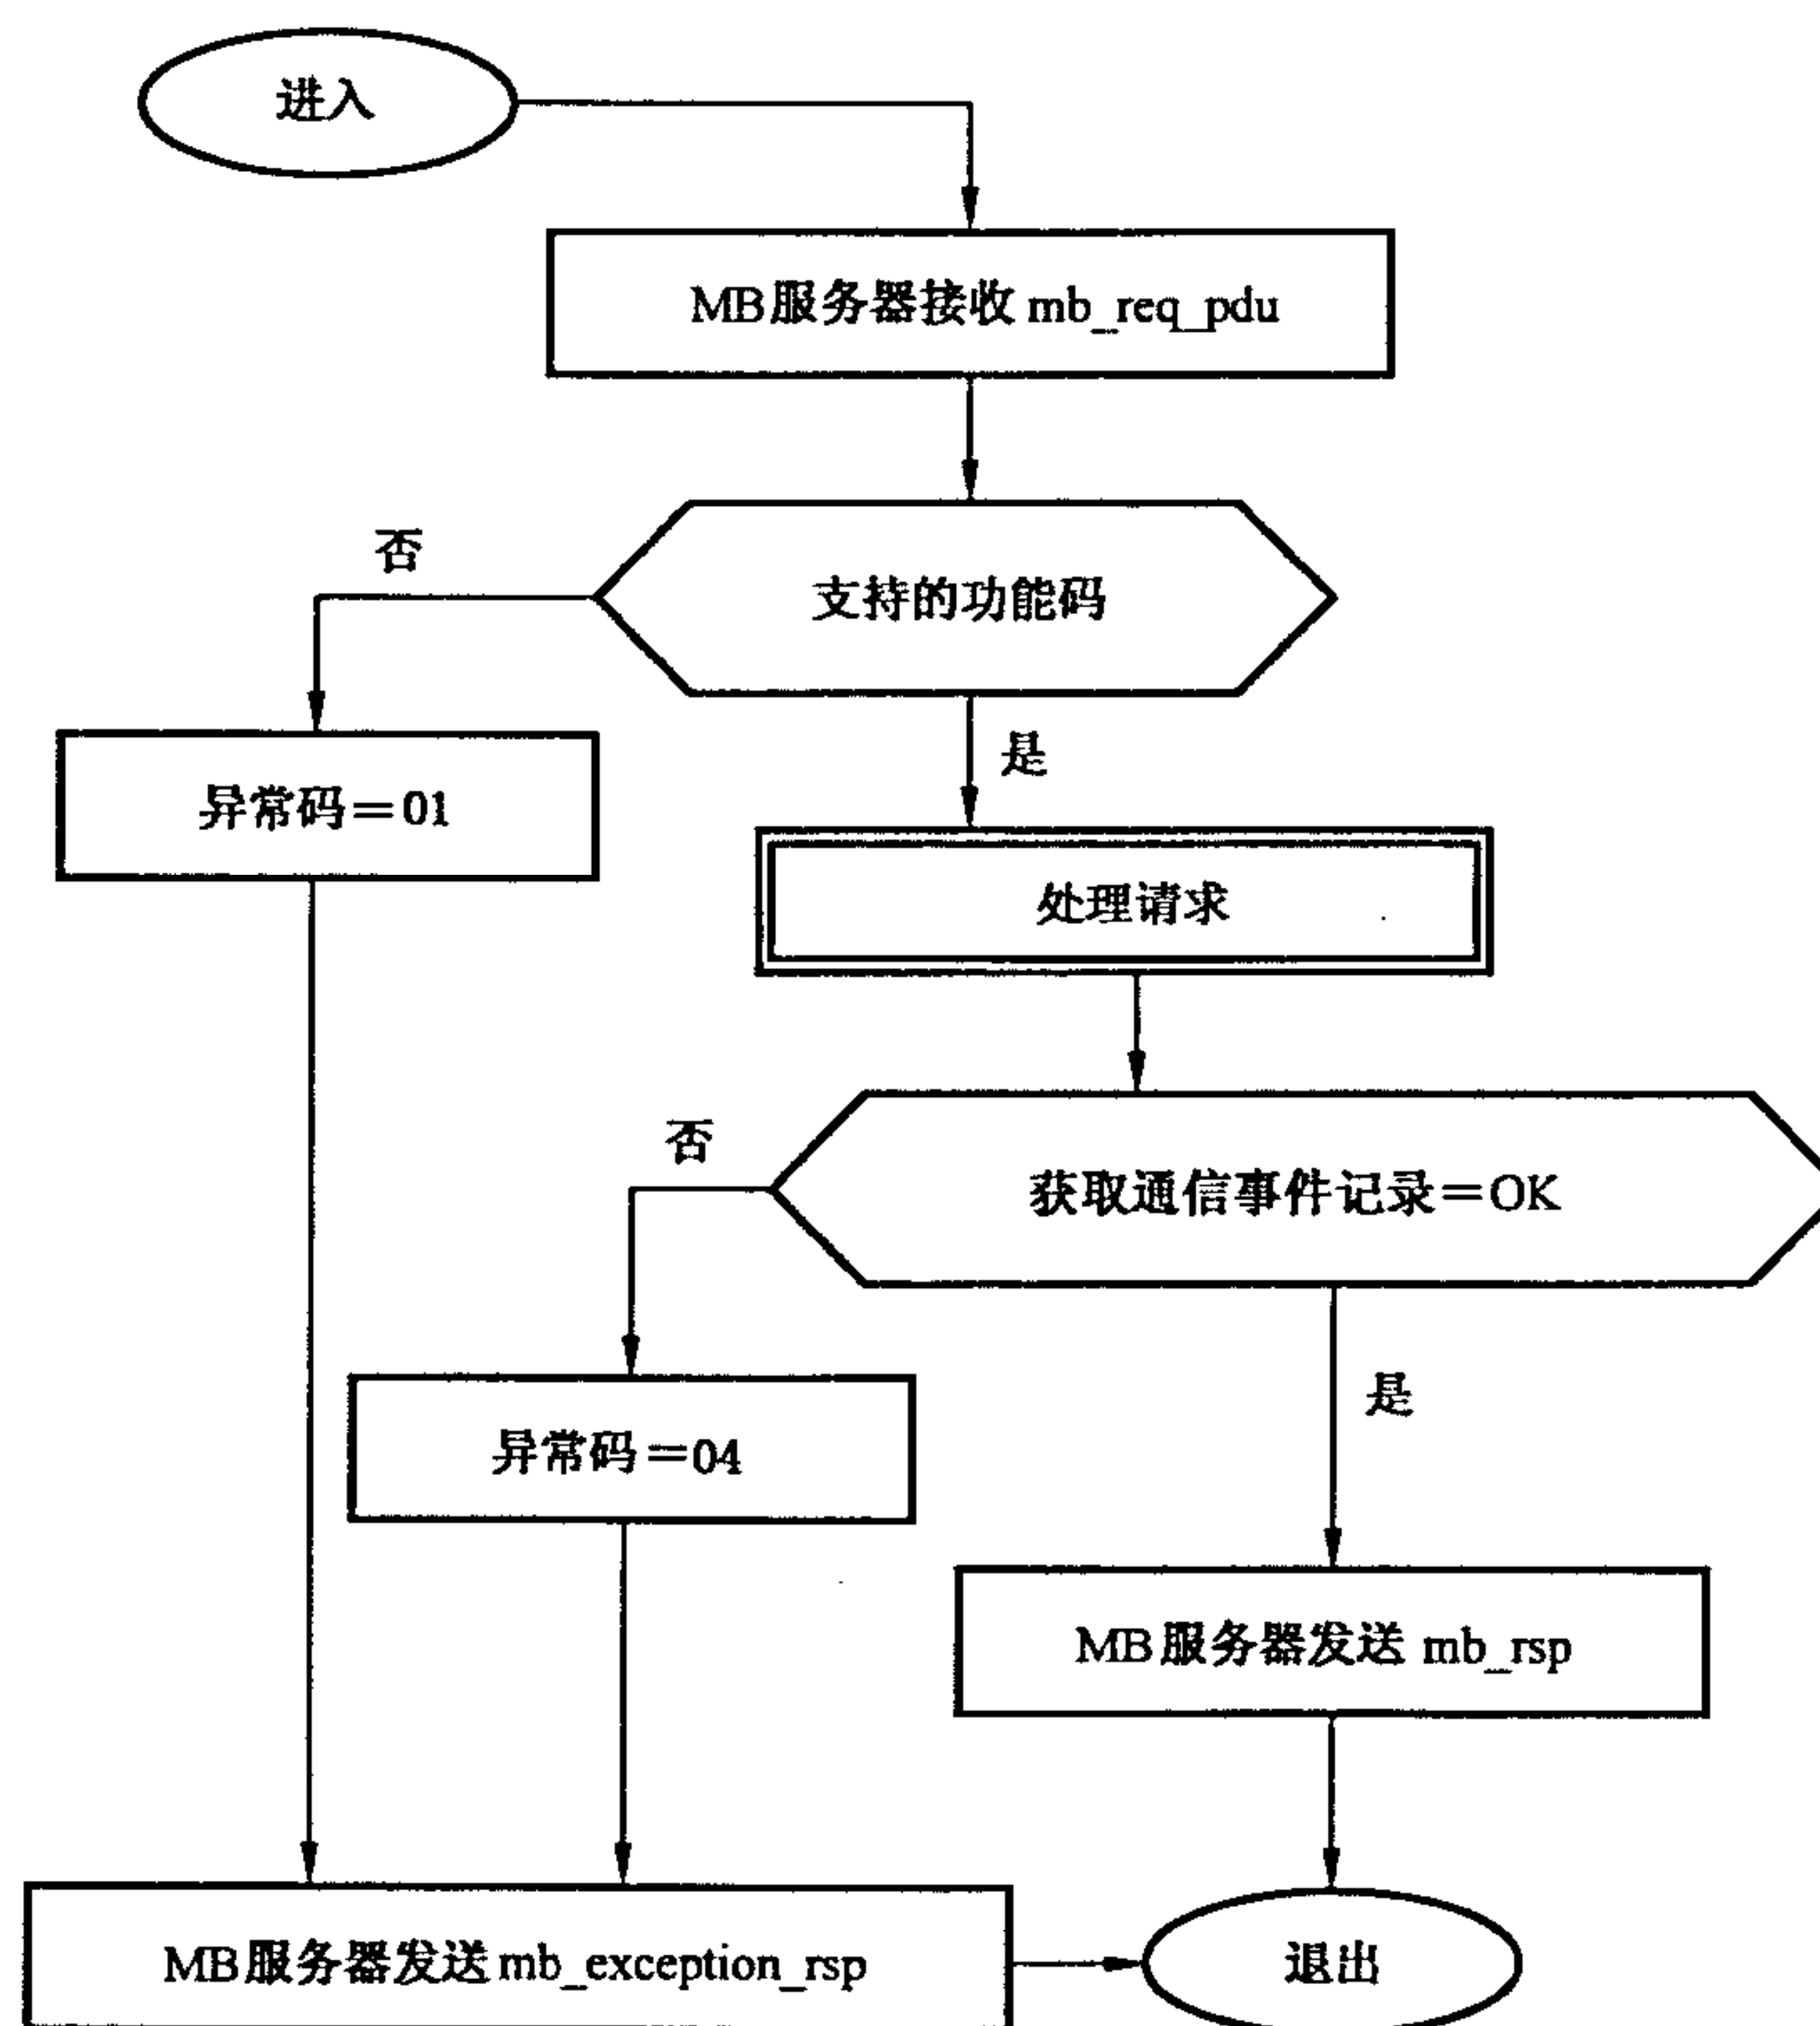 进入
MB服务器接收 mb_req_pdu
否
支持的功能码
是
异常码=01
处理请求
否
获取通信事件记录=OK
是
异常码=04
MB服务器发送 mb_rsp
MB服务器发送 mb_exception_rsp
退出